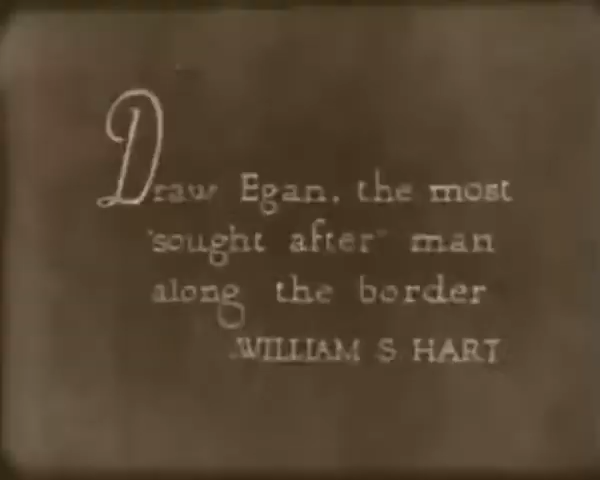 Draw Egan, the most
"sought after" man
along the border
WILLIAM S HART